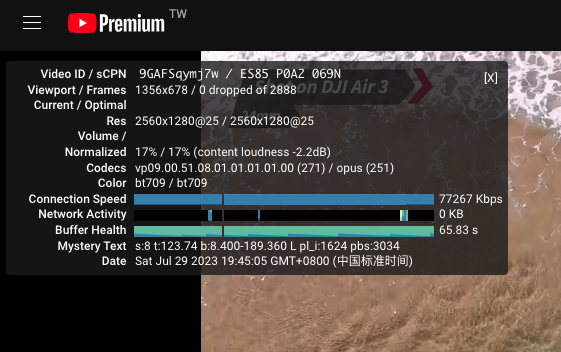 Premium TW
Video ID / sCPN 9GAFSqymj7w / ES85 P0AZ 069N
[X]
Viewport / Frames 1356x678 / 0 dropped of 2888
Current / Optimal Res 2560x1280@25 / 2560x1280@25
Volume / Normalized 17% / 17% (content loudness -2.2dB)
Codecs vp09.00.51.08.01.01.01.01.00 (271) / opus (251)
Color bt709 / bt709
Connection Speed 77267 Kbps
Network Activity 0 KB
Buffer Health 65.83 s
Mystery Text s:8 t:123.74 b:8.400-189.360 L pl_i:1624 pbs:3034
Date Sat Jul 29 2023 19:45:05 GMT+0800 (中国标准时间)
on DJI Air 3